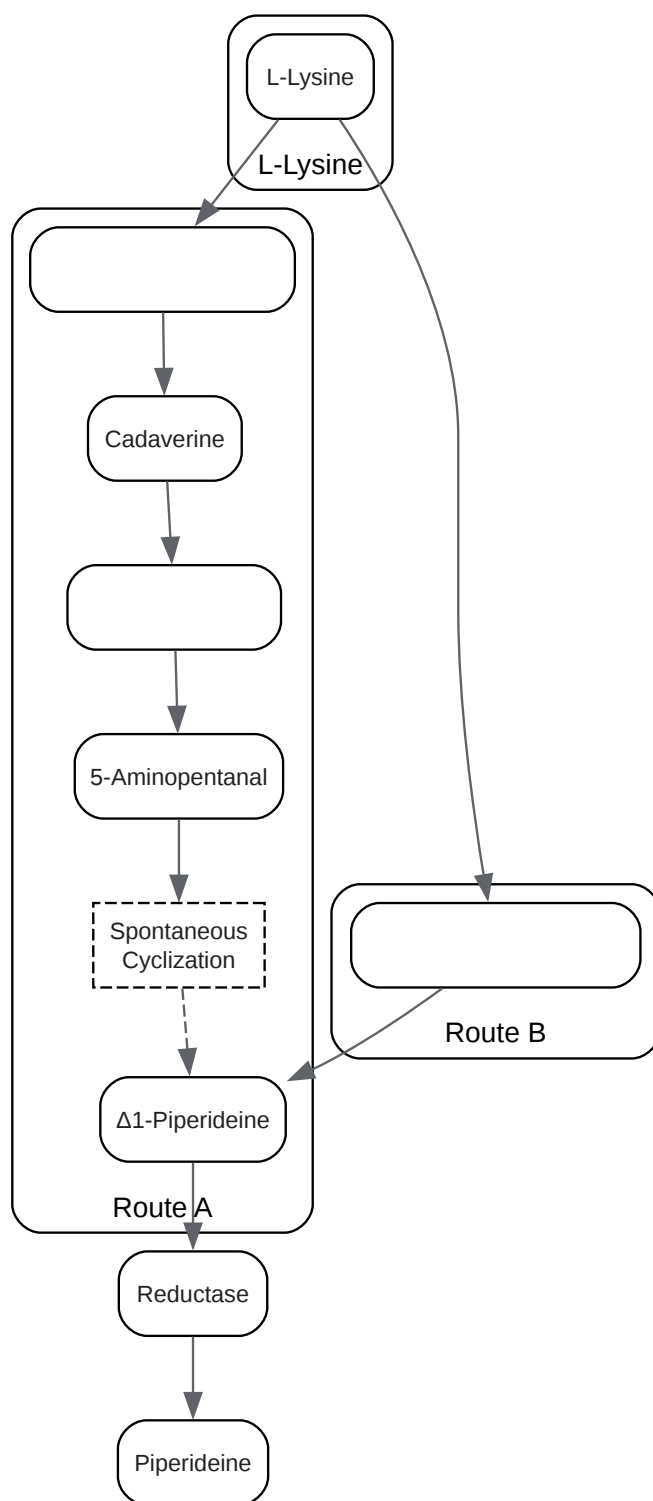 L-Lysine
L-Lysine
Cadaverine
5-Aminopentanal
Spontaneous
Cyclization
Route B
Δ1-Piperideine
Route A
Reductase
Piperideine